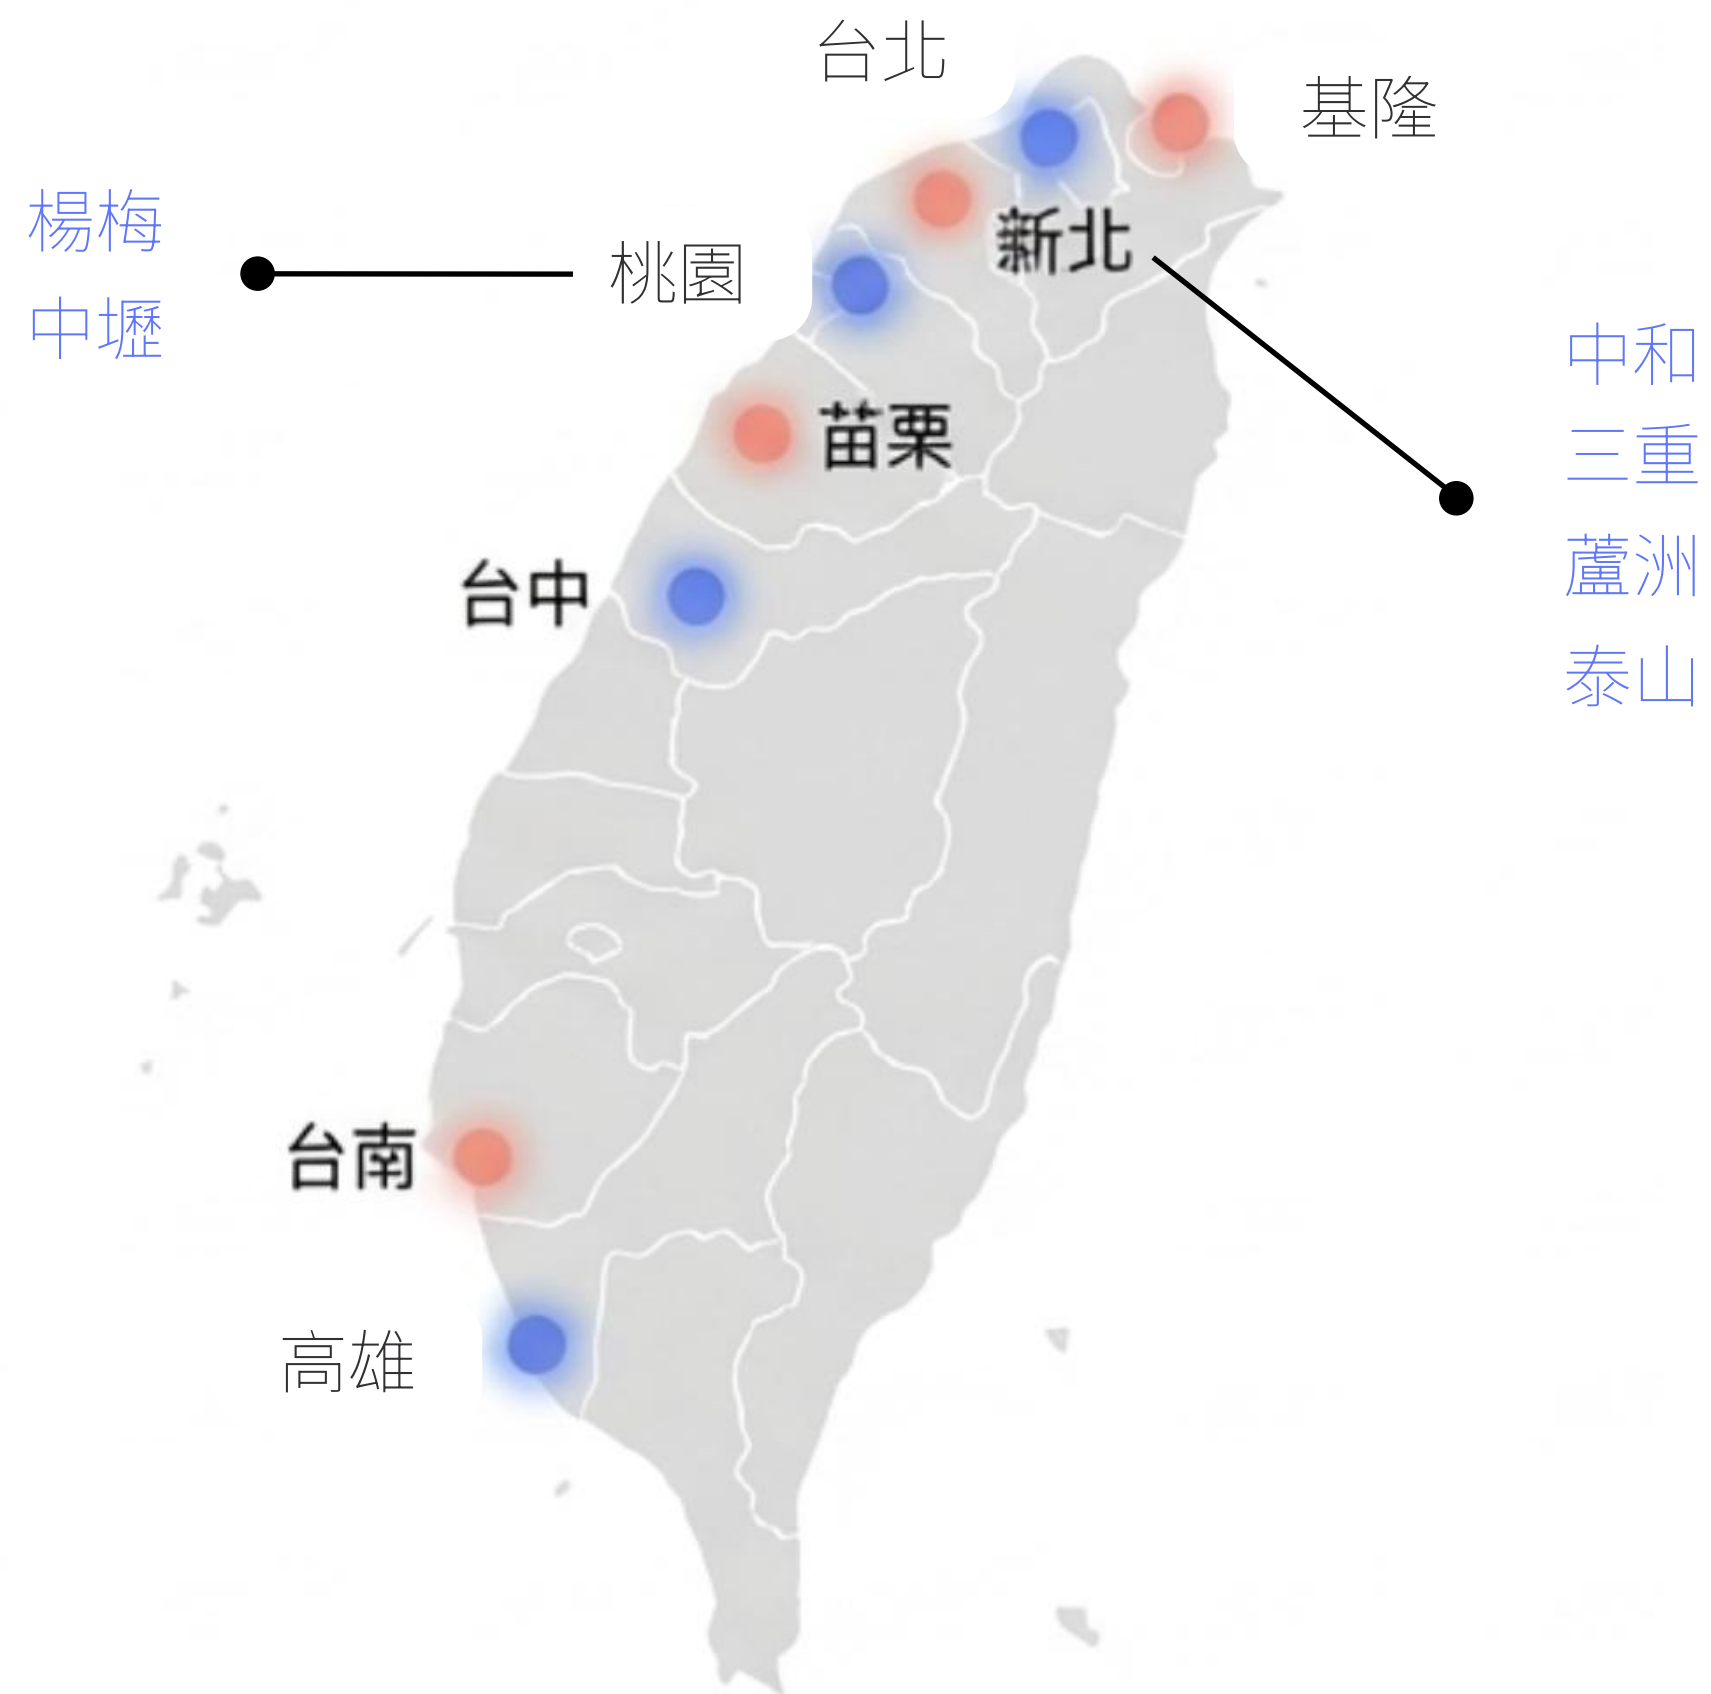 台北
基隆
楊梅
中壢
桃園
新北
中和
三重
蘆洲
泰山
苗栗
台中
台南
高雄